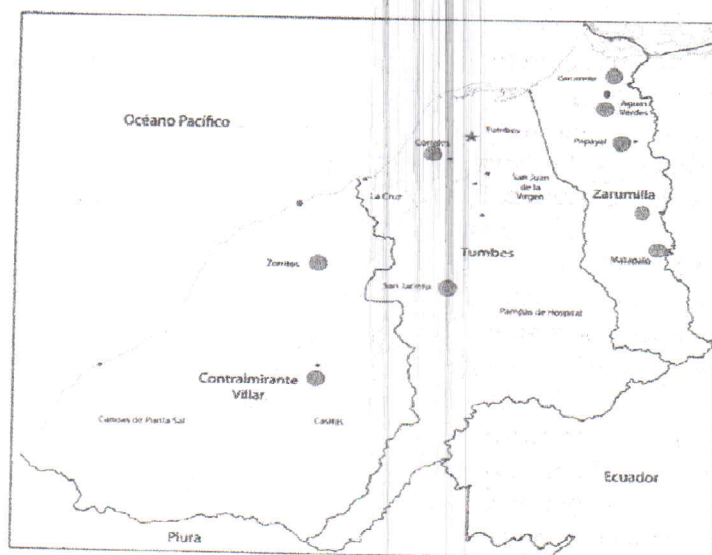 Océano Pacífico
Aguas
Verdes
Papayal
Tumbes
Corrales
San Juan
de la
Virgen
La Cruz
Zarumilla
Tumbes
Zorritos
Matapalo
San Jacinto
Pampas de Hospital
Contralmirante
Villar
Canoas de Punta Sal
Casitas
Ecuador
Piura